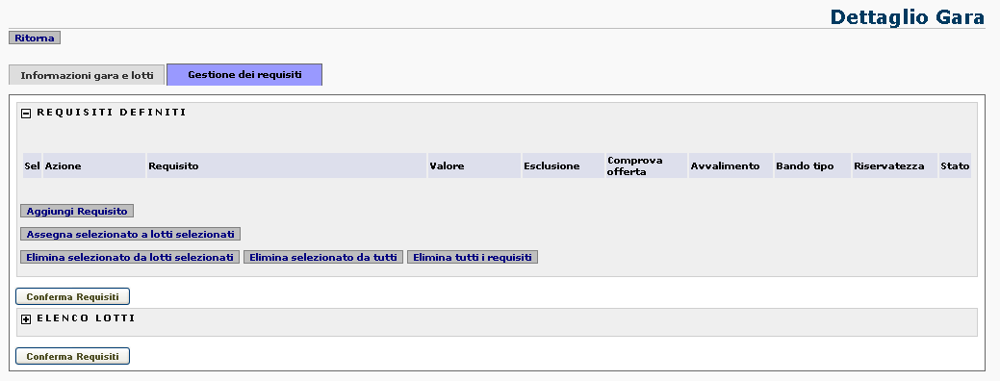 Dettaglio Gara
Ritorna
Informazioni gara e lotti Gestione dei requisiti
REQUISITI DEFINITI
Sel Azione Requisito Valore Esclusione Comprova offerta Avvalimento Bando tipo Riservatezza Stato
Aggiungi Requisito
Assegna selezionato a lotti selezionati
Elimina selezionato da lotti selezionati Elimina selezionato da tutti Elimina tutti i requisiti
Conferma Requisiti
ELENCO LOTTI
Conferma Requisiti